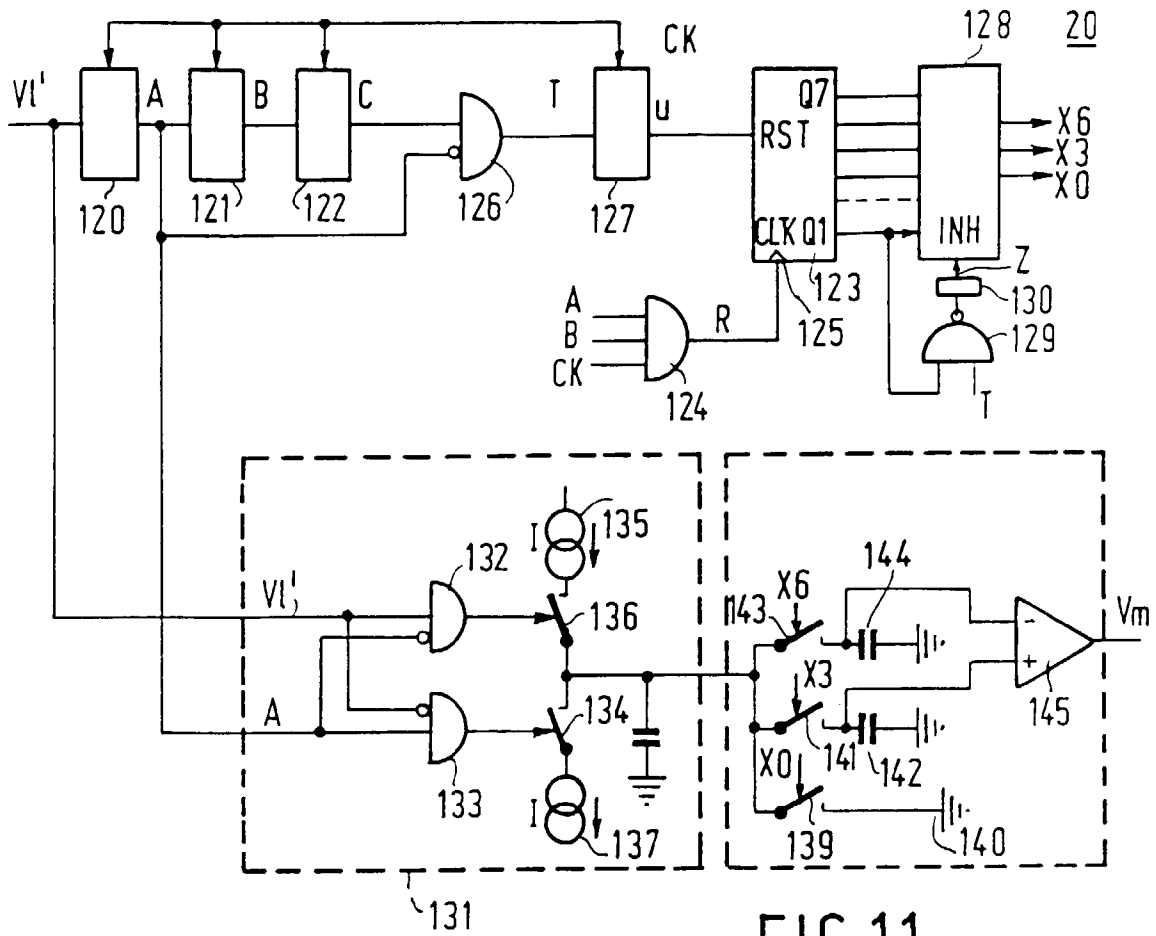 CK
128
20
Vl'
A
B
C
T
u
Q7
RST
X6
X3
X0
120
121
122
126
127
CLK
Q1
INH
123
Z
130
125
129
A
B
CK
R
124
T
135
I
132
Vl'
136
X6
144
143
-
Vm
+
145
A
134
X3
141
142
133
X0
I
137
139
140
131
FIG.11